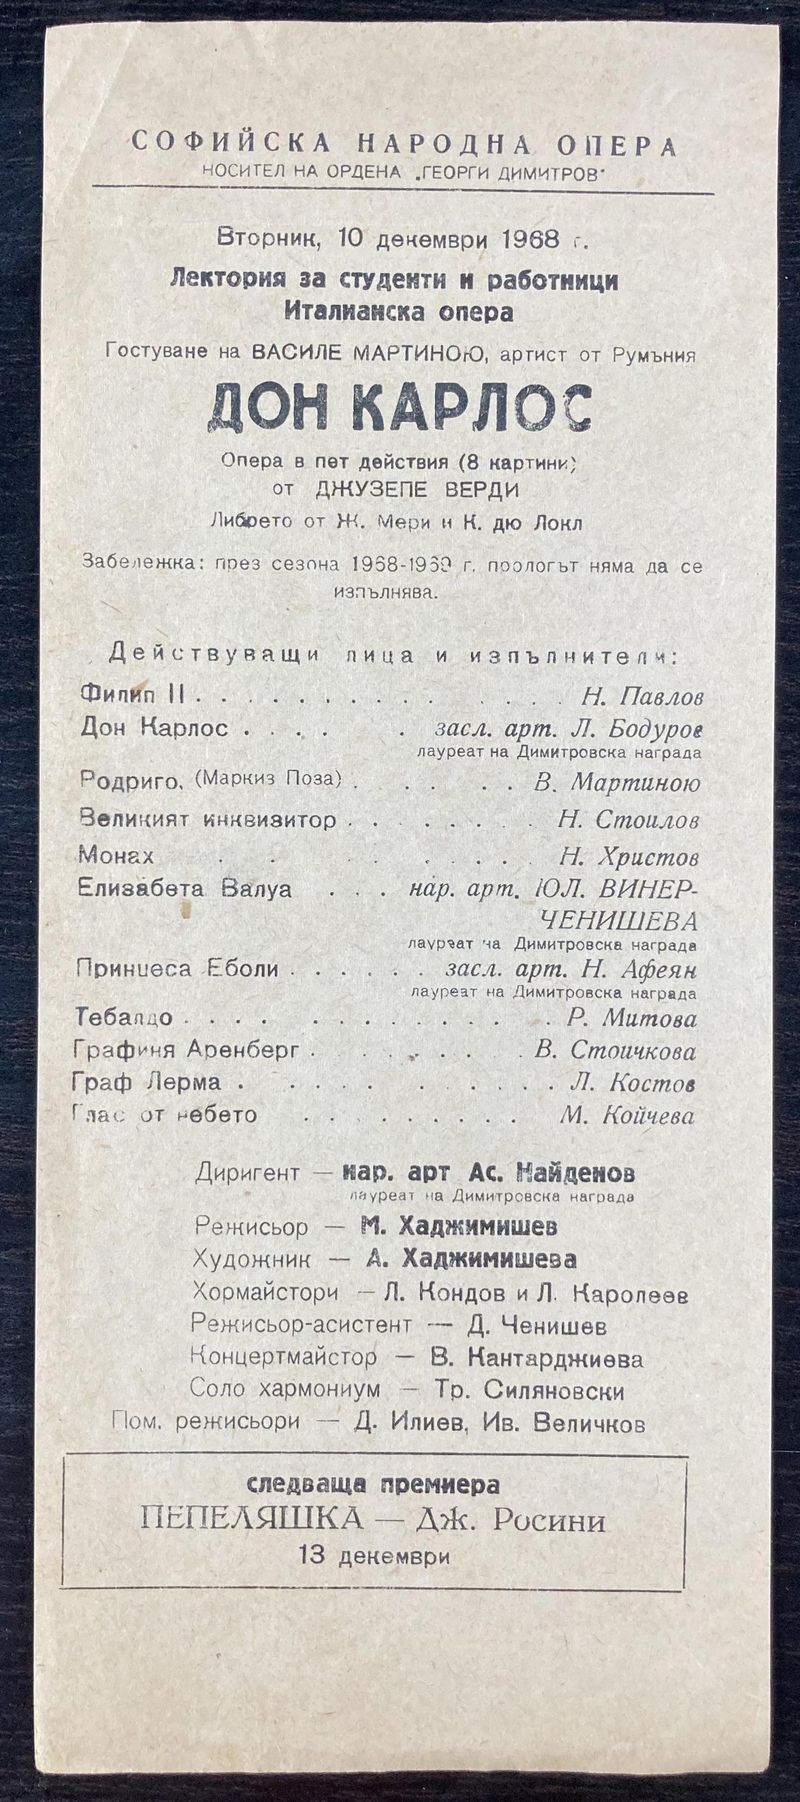 СОФИЙСКА НАРОДНА ОПЕРА
НОСИТЕЛ НА ОРДЕНА „ГЕОРГИ ДИМИТРОВ"
Вторник, 10 декември 1968 г.
Лектория за студенти и работници
Италианска опера
Гостуване на ВАСИЛЕ МАРТИНОЮ, артист от Румъния
ДОН КАРЛОС
Опера в пет действия (8 картини)
от ДЖУЗЕПЕ ВЕРДИ
Либрето от Ж. Мери и К. дю Локл
Забележка: през сезона 1968-1969 г. прологът няма да се
изпълнява.
Действуващи лица и изпълнители:
Филип II . . . . . . . . . . . . . . . Н. Павлов
Дон Карлос . . . . . засл. арт. Л. Бодуров
лауреат на Димитровска награда
Родриго, (Маркиз Поза) . . . . . В. Мартиною
Великият инквизитор . . . . . . . . Н. Стоилов
Монах . . . . . . . . Н. Христов
Елизабета Валуа . . . нар. арт. ЮЛ. ВИНЕР-
ЧЕНИШЕВА
лауреат на Димитровска награда
Принцеса Еболи . . . . . . засл. арт. Н. Афеян
лауреат на Димитровска награда
Тебалдо . . . . . . . . . . . . . . Р. Митова
Графиня Аренберг . . . . . . . . В. Стоичкова
Граф Лерма . . . . . . . . . . . Л. Костов
Глас от небето . . . . . . . . . М. Койчева
Диригент — нар. арт Ас. Найденов
лауреат на Димитровска награда
Режисьор — М. Хаджимишев
Художник — А. Хаджимишева
Хормайстори — Л. Кондов и Л. Каролеев
Режисьор-асистент — Д. Ченишев
Концертмайстор — В. Кантарджиева
Соло хармониум — Тр. Силяновски
Пом. режисьори — Д. Илиев, Ив. Величков
следваща премиера
ПЕПЕЛЯШКА — Дж. Росини
13 декември